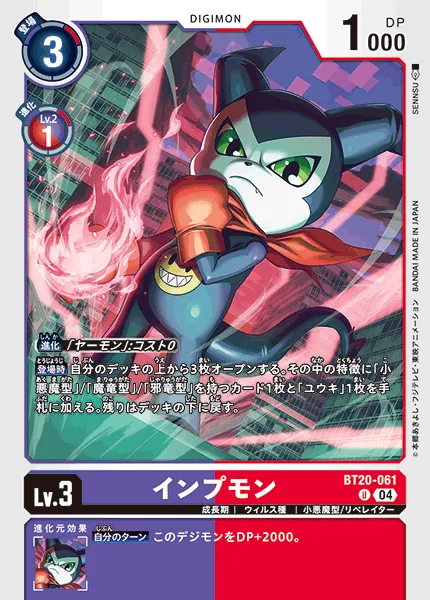 DIGIMON
登場
3
DP
1000
進化
Lv.2
1
SENNSU
BANDAI MADE IN JAPAN
©本郷あきよし・フジテレビ・東映アニメーション
進化 「ヤーモン」:コスト0
登場時 自分のデッキの上から3枚オープンする。その中の特徴に「小
悪魔型」/「魔竜型」/「邪竜型」を持つカード1枚と「ユウキ」1枚を手
札に加える。残りはデッキの下に戻す。
Lv.3
インプモン
BT20-061
U 04
成長期 | ウィルス種 | 小悪魔型/リベレイター
進化元効果
自分のターン このデジモンをDP+2000。